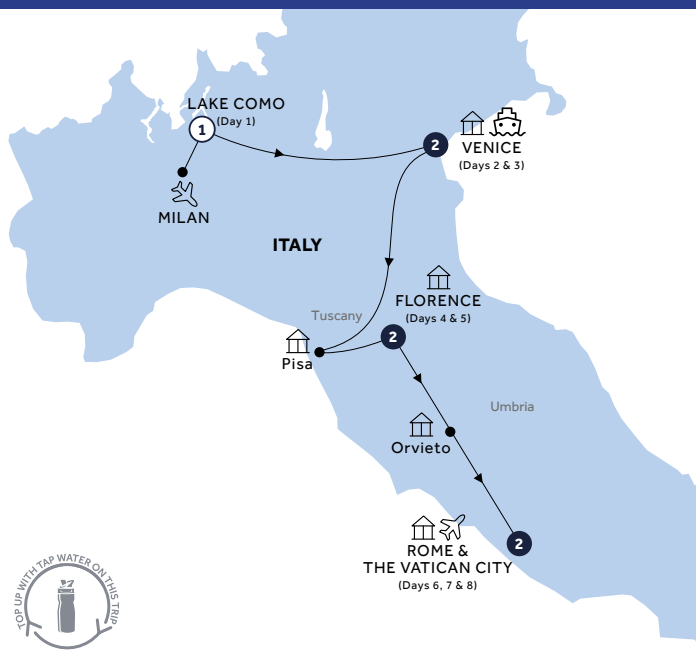 LAKE COMO
(Day 1)
1
2
VENICE
(Days 2 & 3)
MILAN
ITALY
FLORENCE
(Days 4 & 5)
Tuscany
2
Pisa
Umbria
Orvieto
2
ROME &
THE VATICAN CITY
(Days 6, 7 & 8)
TOP UP WITH TAP WATER ON THIS TRIP